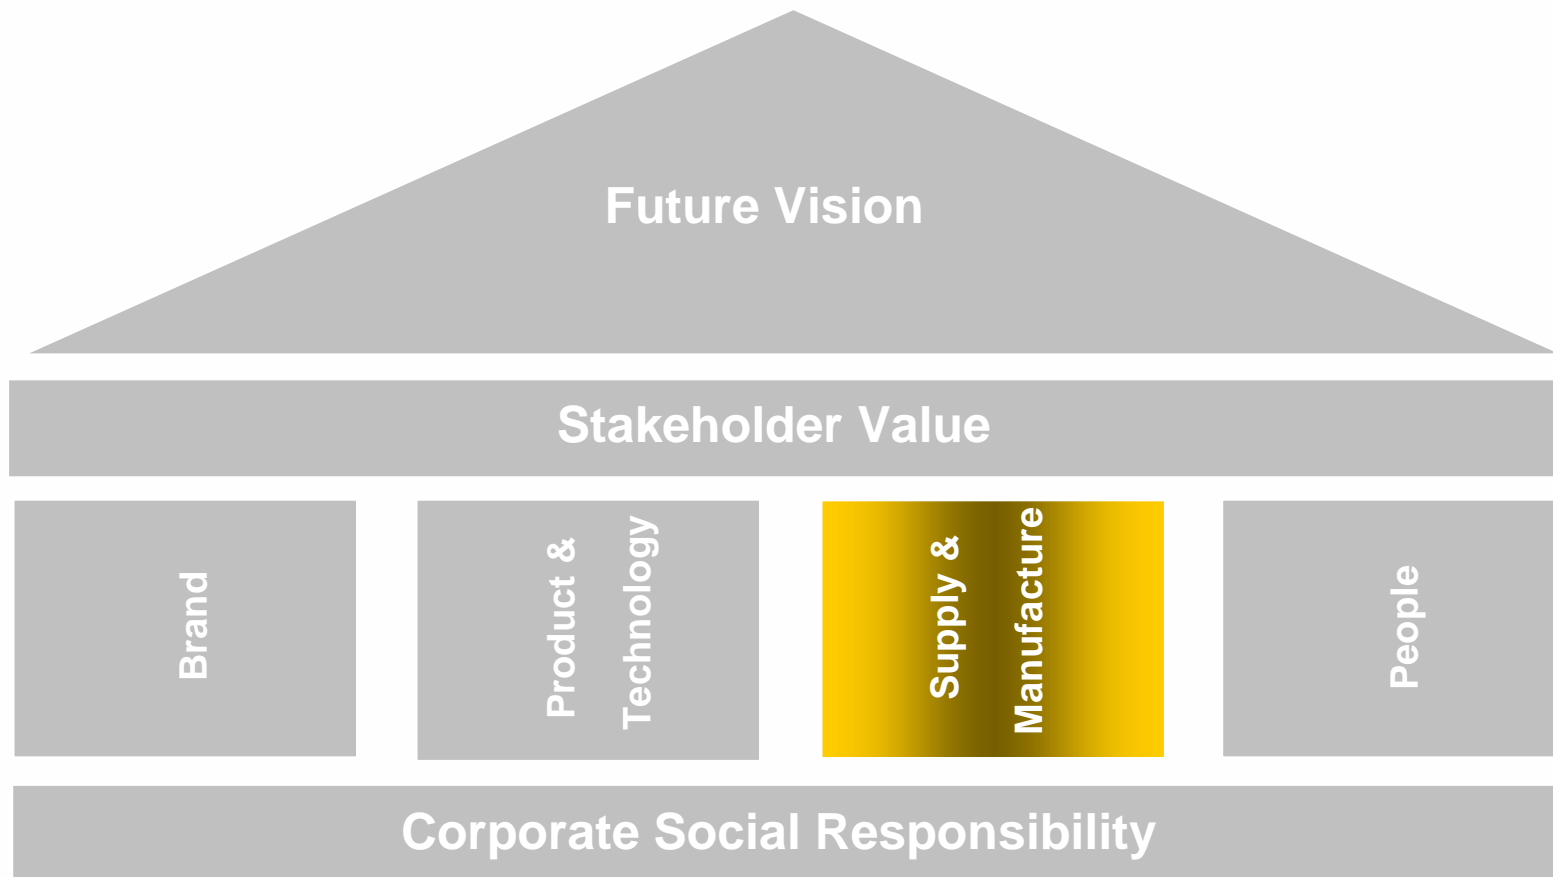 Future Vision
Stakeholder Value
Brand
Product &
Technology
Supply &
Manufacture
People
Corporate Social Responsibility